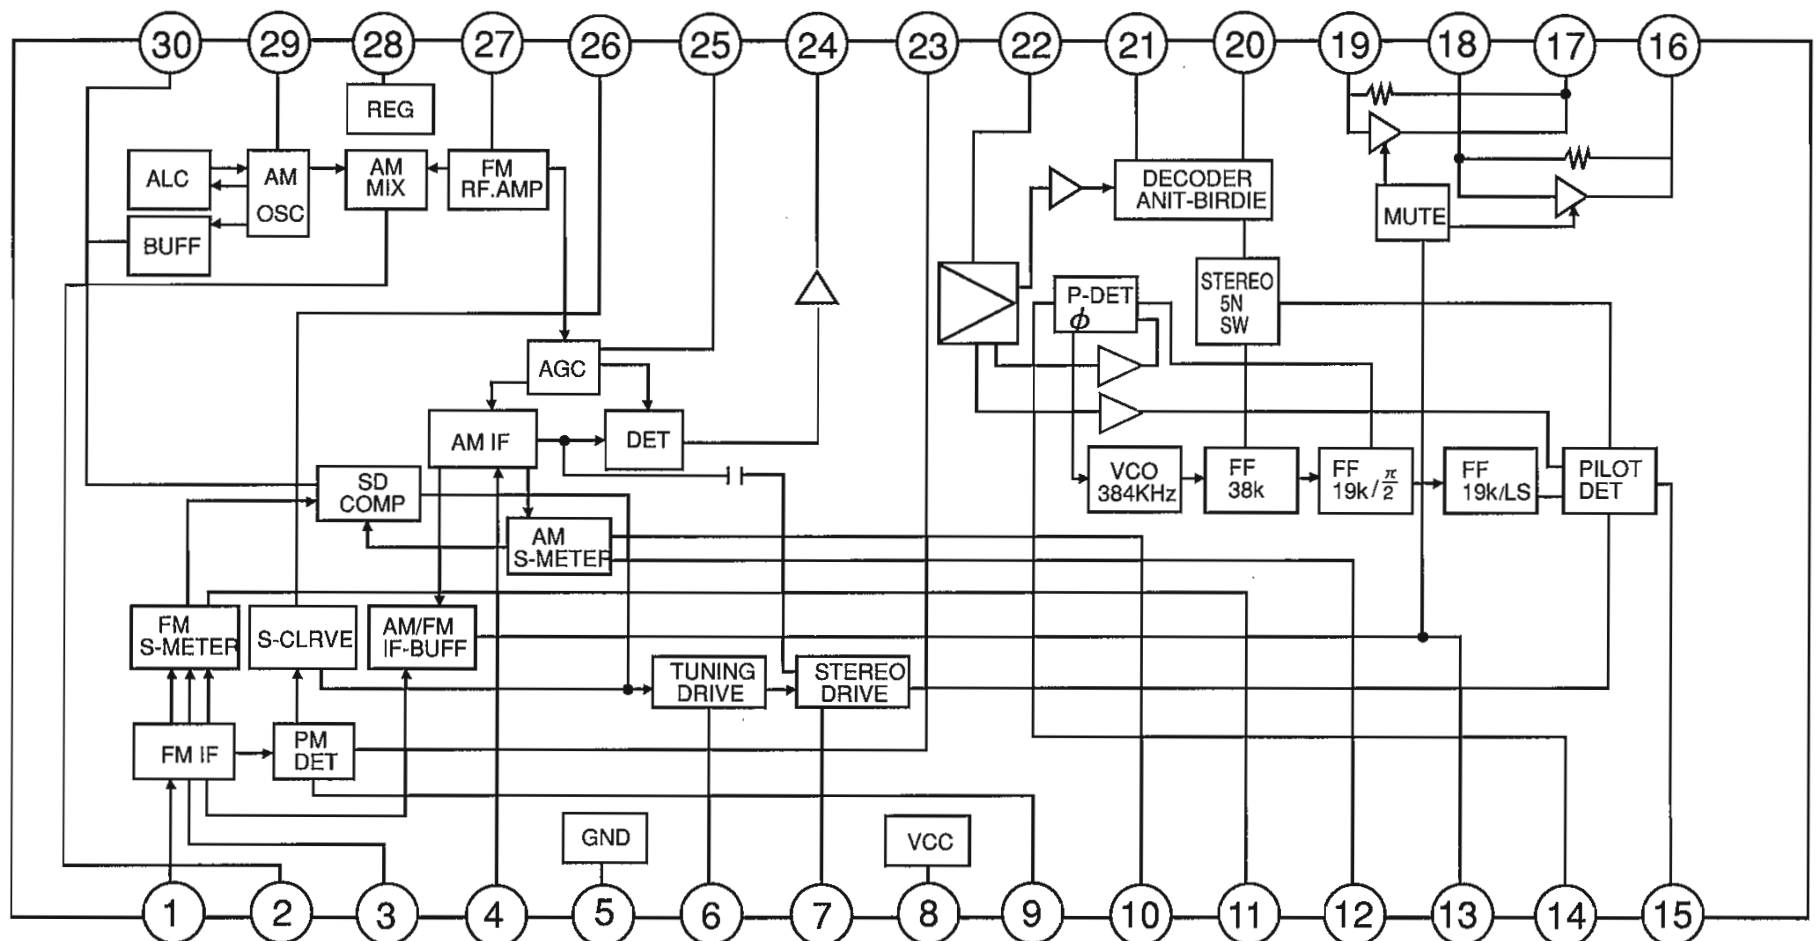 30 29 28 27 26 25 24 23 22 21 20 19 18 17 16
REG
ALC
AM
OSC
AM
MIX
FM
RF.AMP
BUFF
DECODER
ANIT-BIRDIE
MUTE
P-DET
ϕ
STEREO
5N
SW
AGC
AM IF
DET
SD
COMP
VCO
384KHz
FF
38k
FF
19k/π/2
FF
19k/LS
PILOT
DET
AM
S-METER
FM
S-METER
S-CLRVE
AM/FM
IF-BUFF
TUNING
DRIVE
STEREO
DRIVE
FM IF
PM
DET
GND
VCC
1 2 3 4 5 6 7 8 9 10 11 12 13 14 15